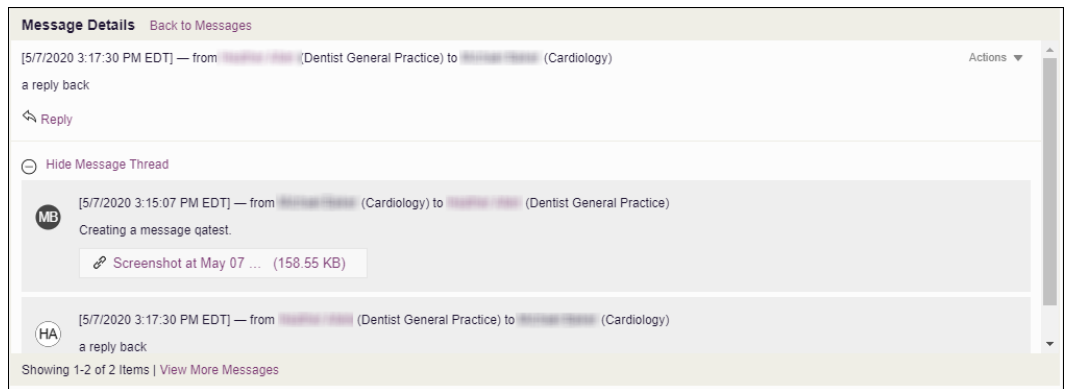 Message Details Back to Messages
[5/7/2020 3:17:30 PM EDT] — from (Dentist General Practice) to (Cardiology) Actions
a reply back
Reply
Hide Message Thread
MB
[5/7/2020 3:15:07 PM EDT] — from (Cardiology) to (Dentist General Practice)
Creating a message qatest.
Screenshot at May 07 ... (158.55 KB)
HA
[5/7/2020 3:17:30 PM EDT] — from (Dentist General Practice) to (Cardiology)
a reply back
Showing 1-2 of 2 Items | View More Messages